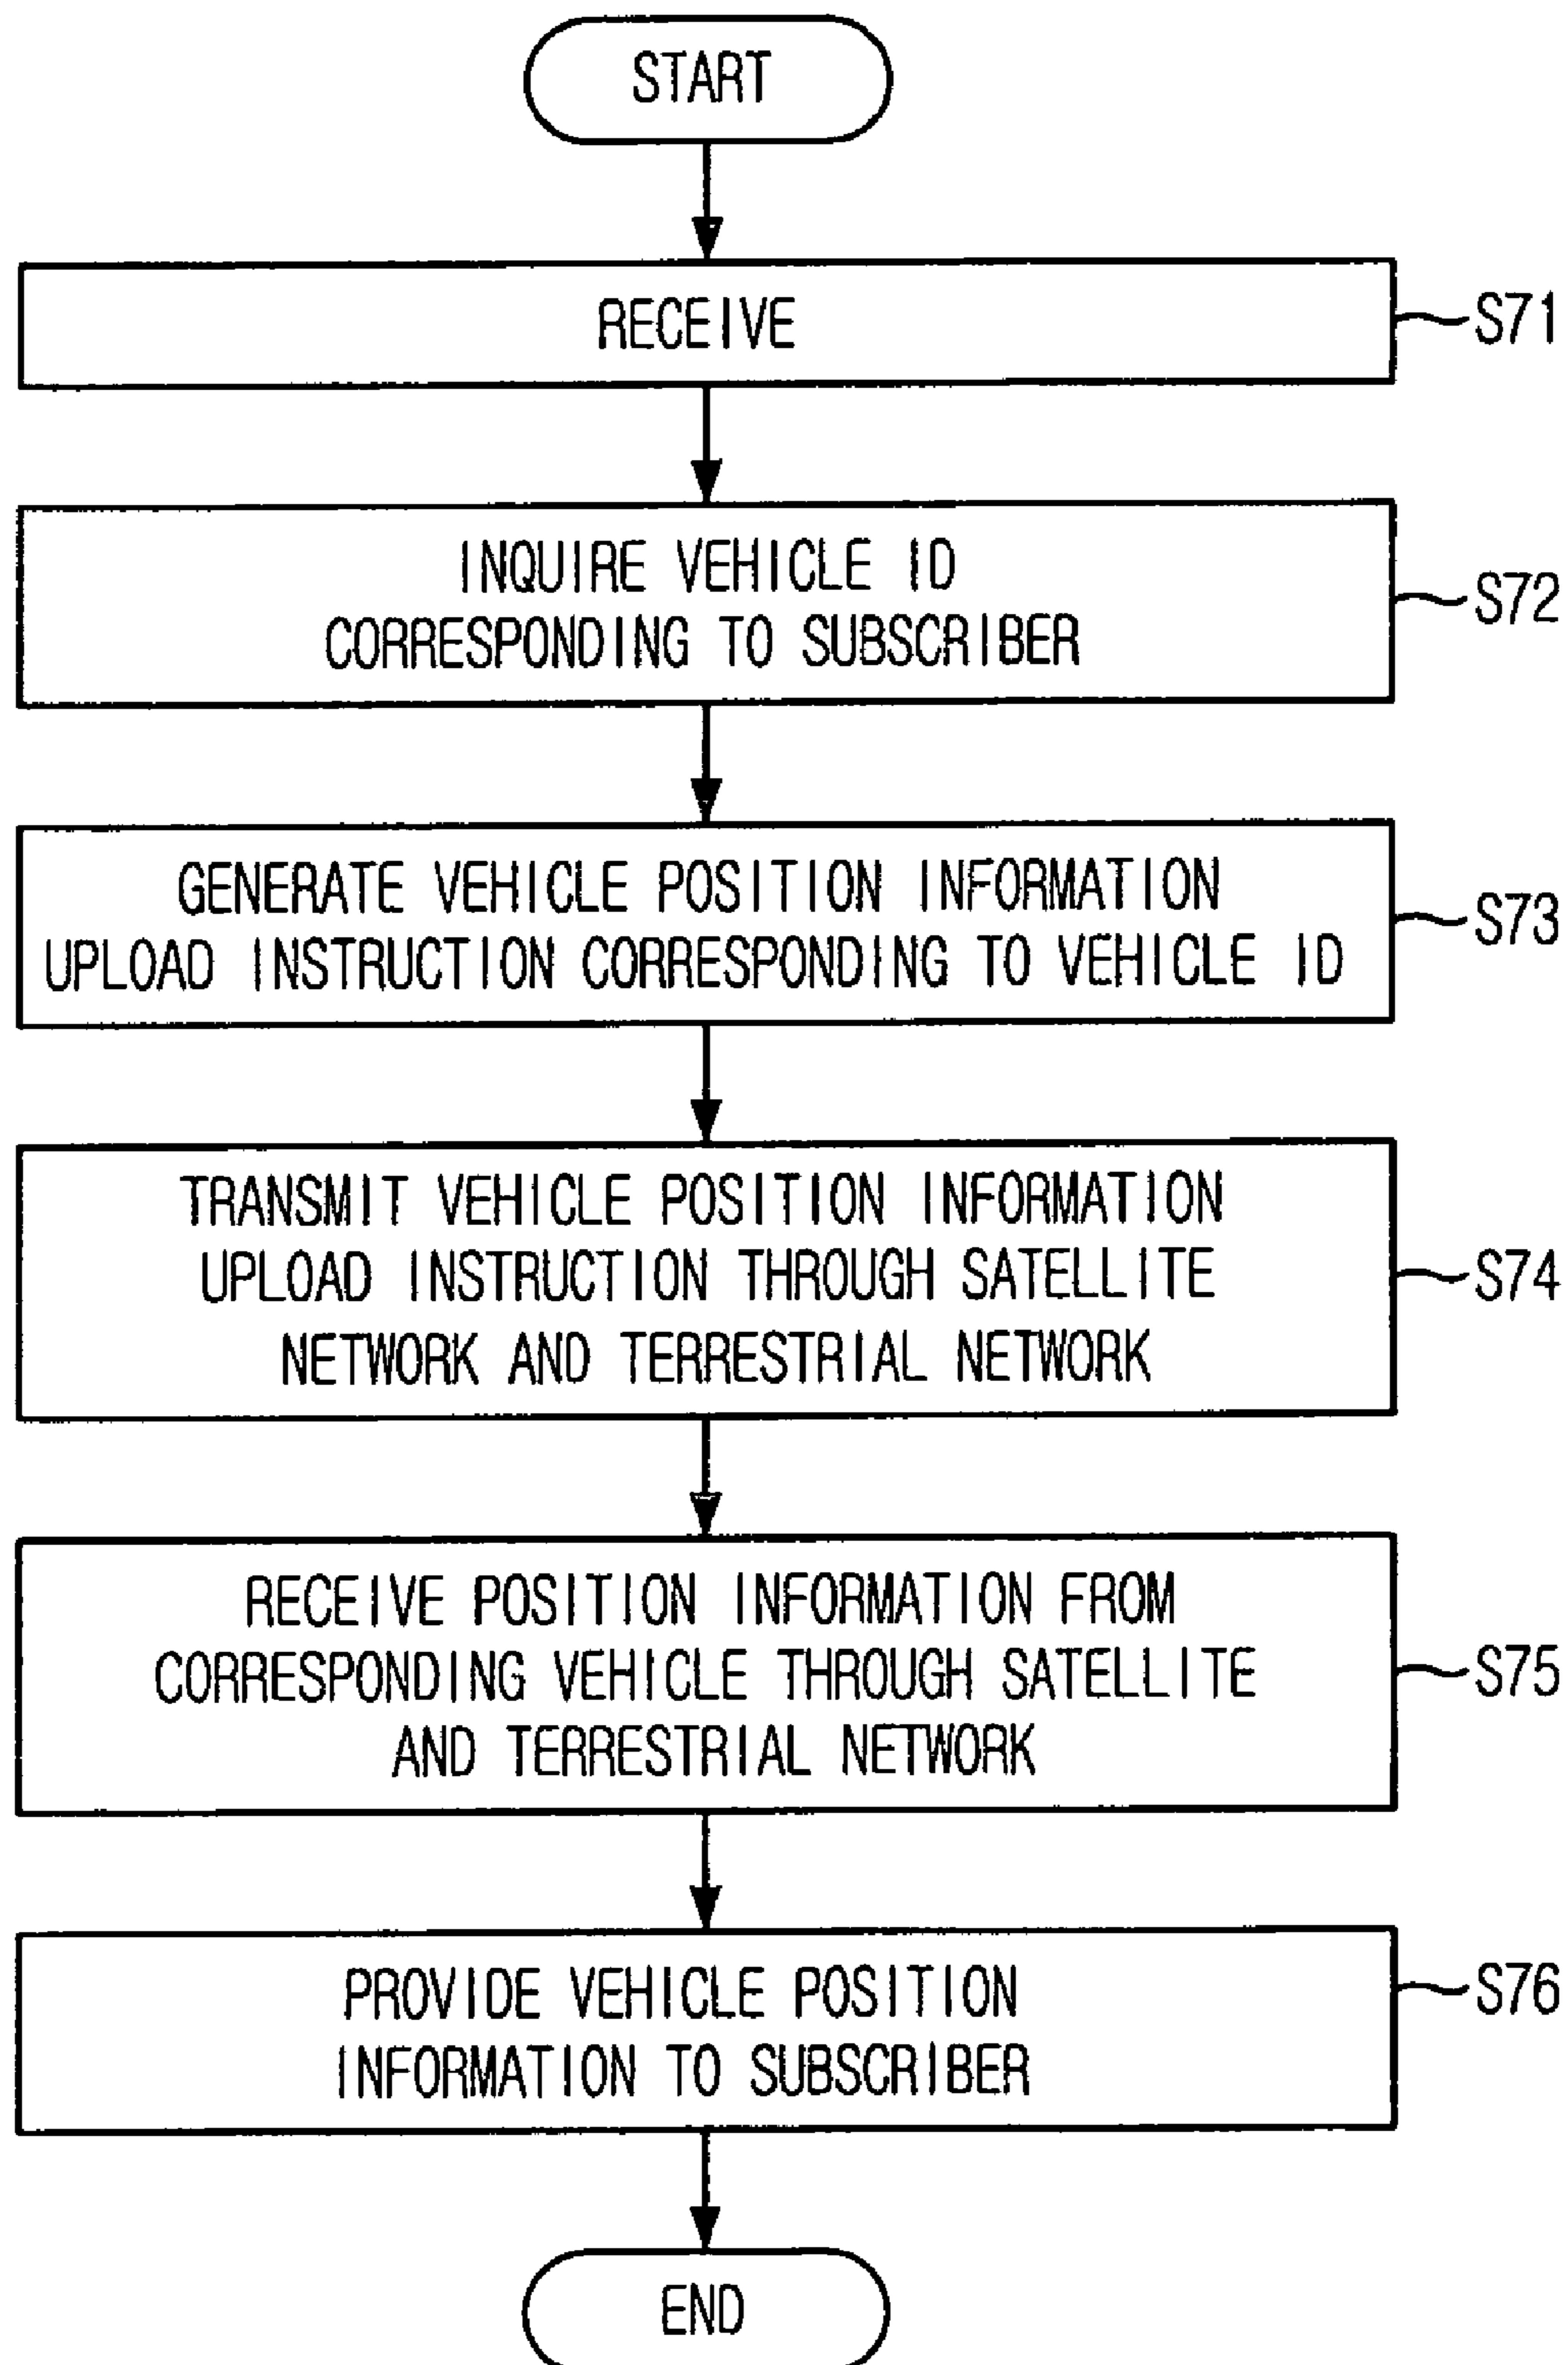 START
RECEIVE
S71
INQUIRE VEHICLE ID
CORRESPONDING TO SUBSCRIBER
S72
GENERATE VEHICLE POSITION INFORMATION
UPLOAD INSTRUCTION CORRESPONDING TO VEHICLE ID
S73
TRANSMIT VEHICLE POSITION INFORMATION
UPLOAD INSTRUCTION THROUGH SATELLITE
NETWORK AND TERRESTRIAL NETWORK
S74
RECEIVE POSITION INFORMATION FROM
CORRESPONDING VEHICLE THROUGH SATELLITE
AND TERRESTRIAL NETWORK
S75
PROVIDE VEHICLE POSITION
INFORMATION TO SUBSCRIBER
S76
END